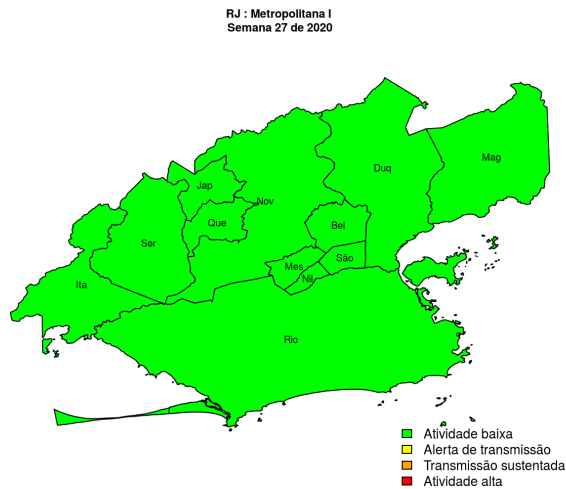 RJ : Metropolitana I
Semana 27 de 2020
Duq
Mag
Jap
Nov
Que
Bel
Ser
São
Mes
Nil
Ita
Rio
Atividade baixa
Alerta de transmissão
Transmissão sustentada
Atividade alta